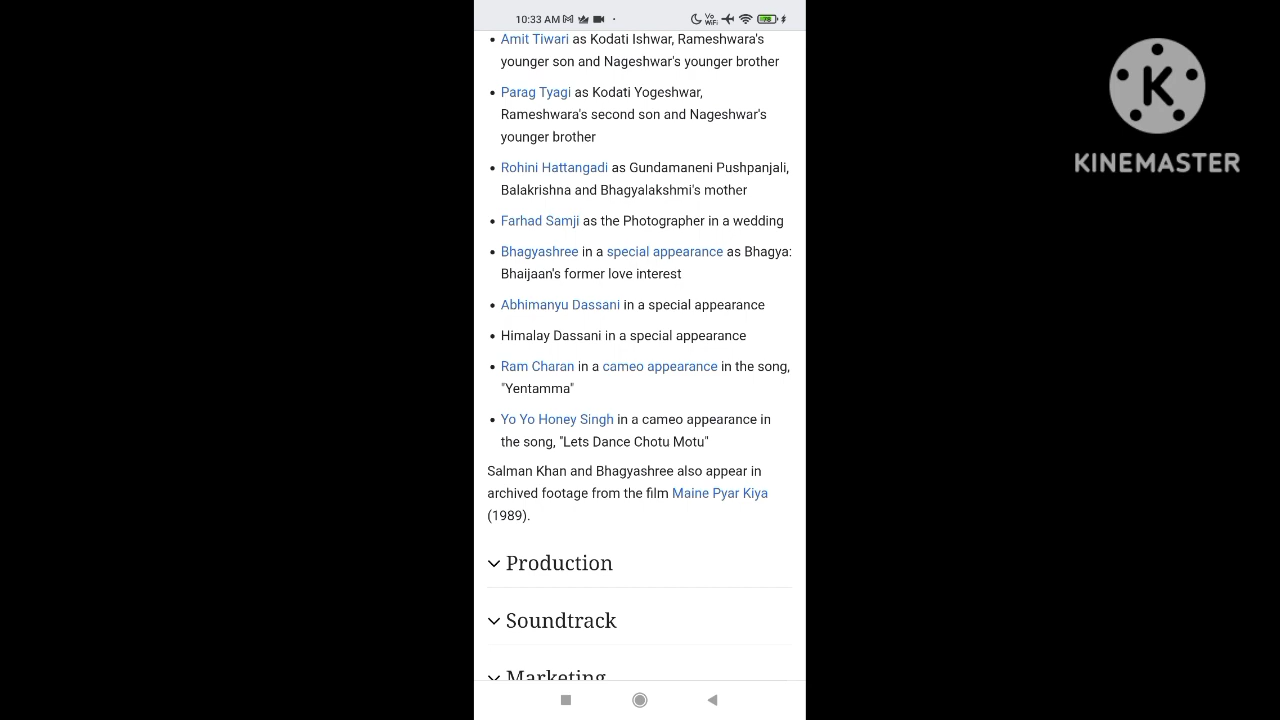 10:33 AM
Vo
WiFi
76
Amit Tiwari as Kodati Ishwar, Rameshwara's
younger son and Nageshwar's younger brother
Parag Tyagi as Kodati Yogeshwar,
Rameshwara's second son and Nageshwar's
younger brother
Rohini Hattangadi as Gundamaneni Pushpanjali,
Balakrishna and Bhagyalakshmi's mother
Farhad Samji as the Photographer in a wedding
Bhagyashree in a special appearance as Bhagya:
Bhaijaan's former love interest
Abhimanyu Dassani in a special appearance
Himalay Dassani in a special appearance
Ram Charan in a cameo appearance in the song,
"Yentamma"
Yo Yo Honey Singh in a cameo appearance in
the song, "Lets Dance Chotu Motu"
Salman Khan and Bhagyashree also appear in
archived footage from the film Maine Pyar Kiya
(1989).
Production
Soundtrack
Marketing
K
KINEMASTER